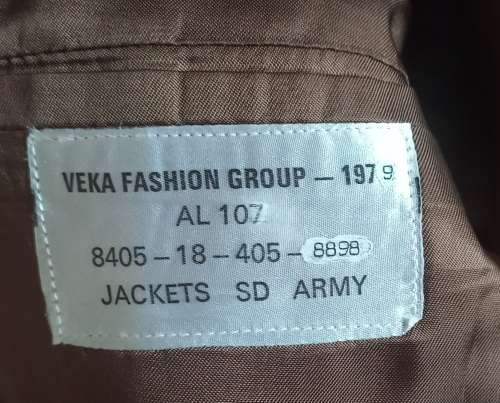 VEKA FASHION GROUP – 1979
AL 107
8405 – 18 – 405 – 8898
JACKETS SD ARMY